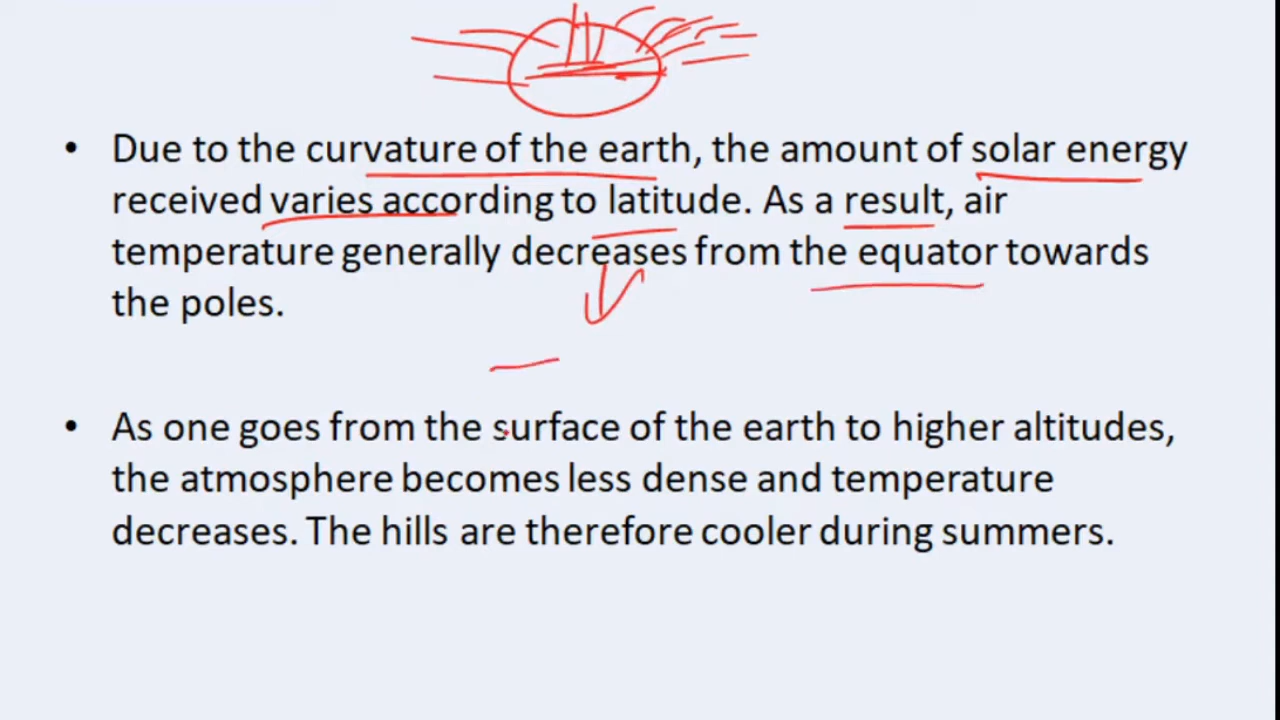 • Due to the curvature of the earth, the amount of solar energy
received varies according to latitude. As a result, air
temperature generally decreases from the equator towards
the poles.
• As one goes from the surface of the earth to higher altitudes,
the atmosphere becomes less dense and temperature
decreases. The hills are therefore cooler during summers.